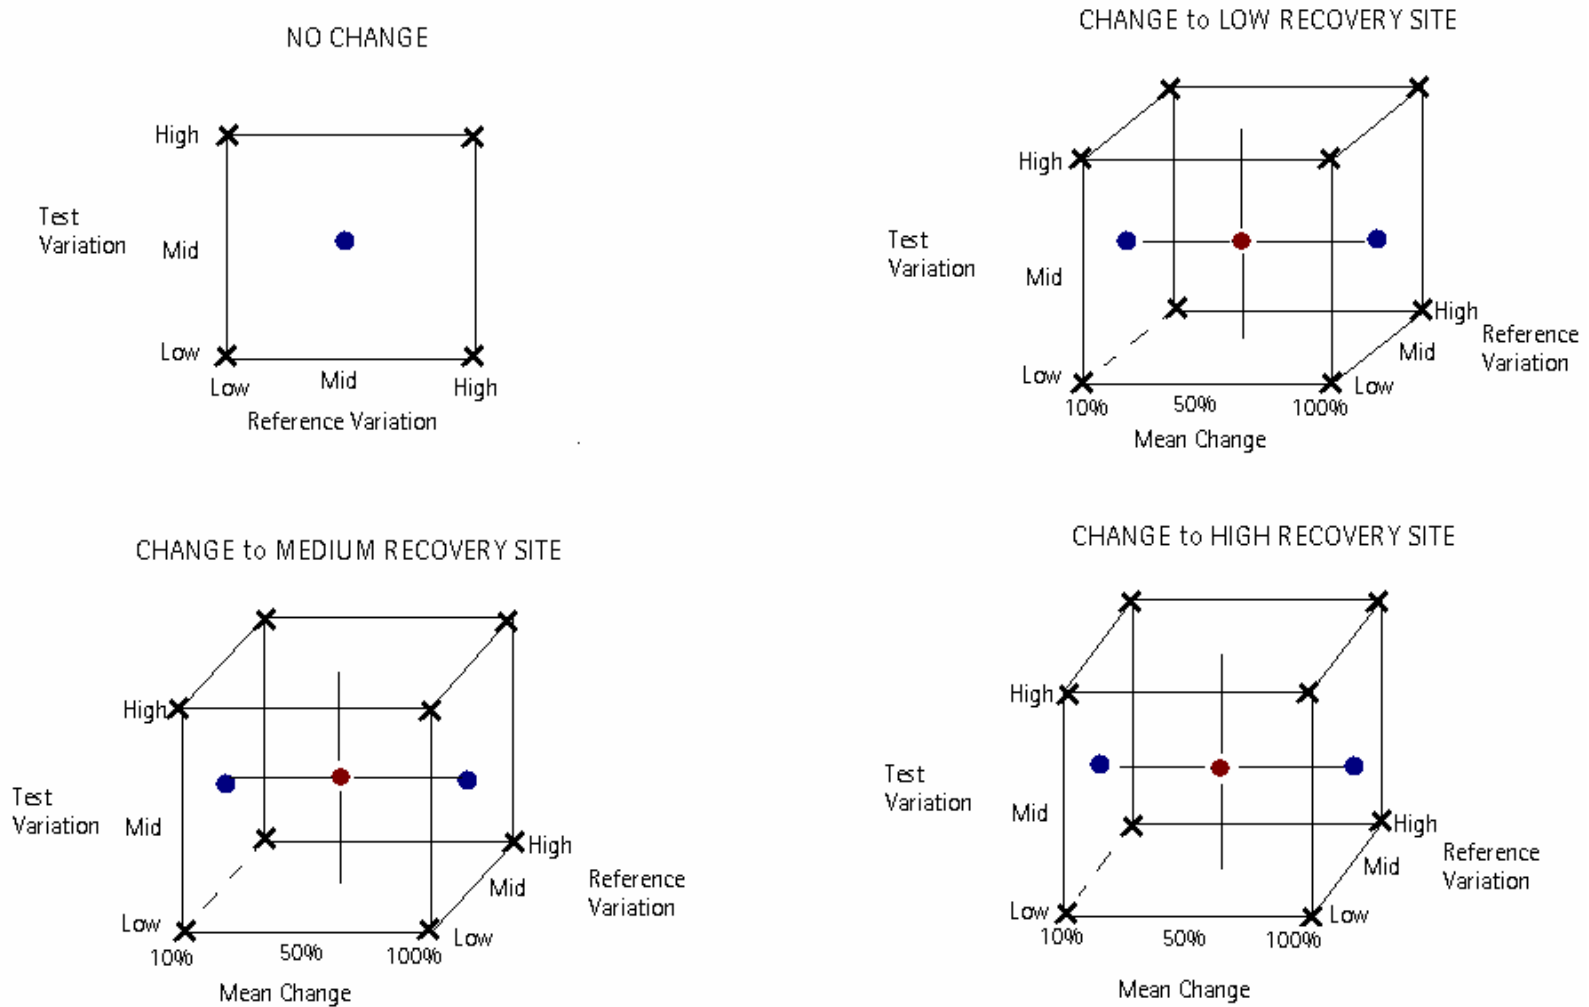 NO CHANGE
High
Test
Variation
Mid
Low
Low
Mid
High
Reference Variation
CHANGE to LOW RECOVERY SITE
High
Test
Variation
Mid
Low
High
Mid
Low
Reference
Variation
10%
50%
100%
Mean Change
CHANGE to MEDIUM RECOVERY SITE
High
Test
Variation
Mid
Low
High
Mid
Low
Reference
Variation
10%
50%
100%
Mean Change
CHANGE to HIGH RECOVERY SITE
High
Test
Variation
Mid
Low
High
Mid
Low
Reference
Variation
10%
50%
100%
Mean Change